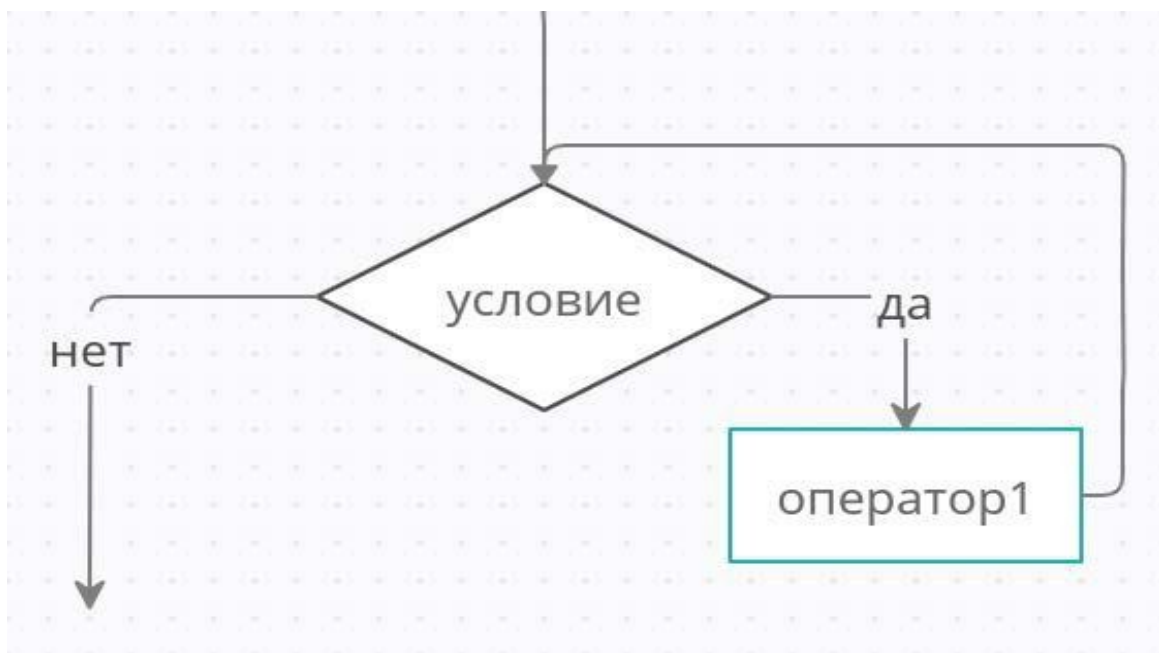 условие
да
нет
оператор1